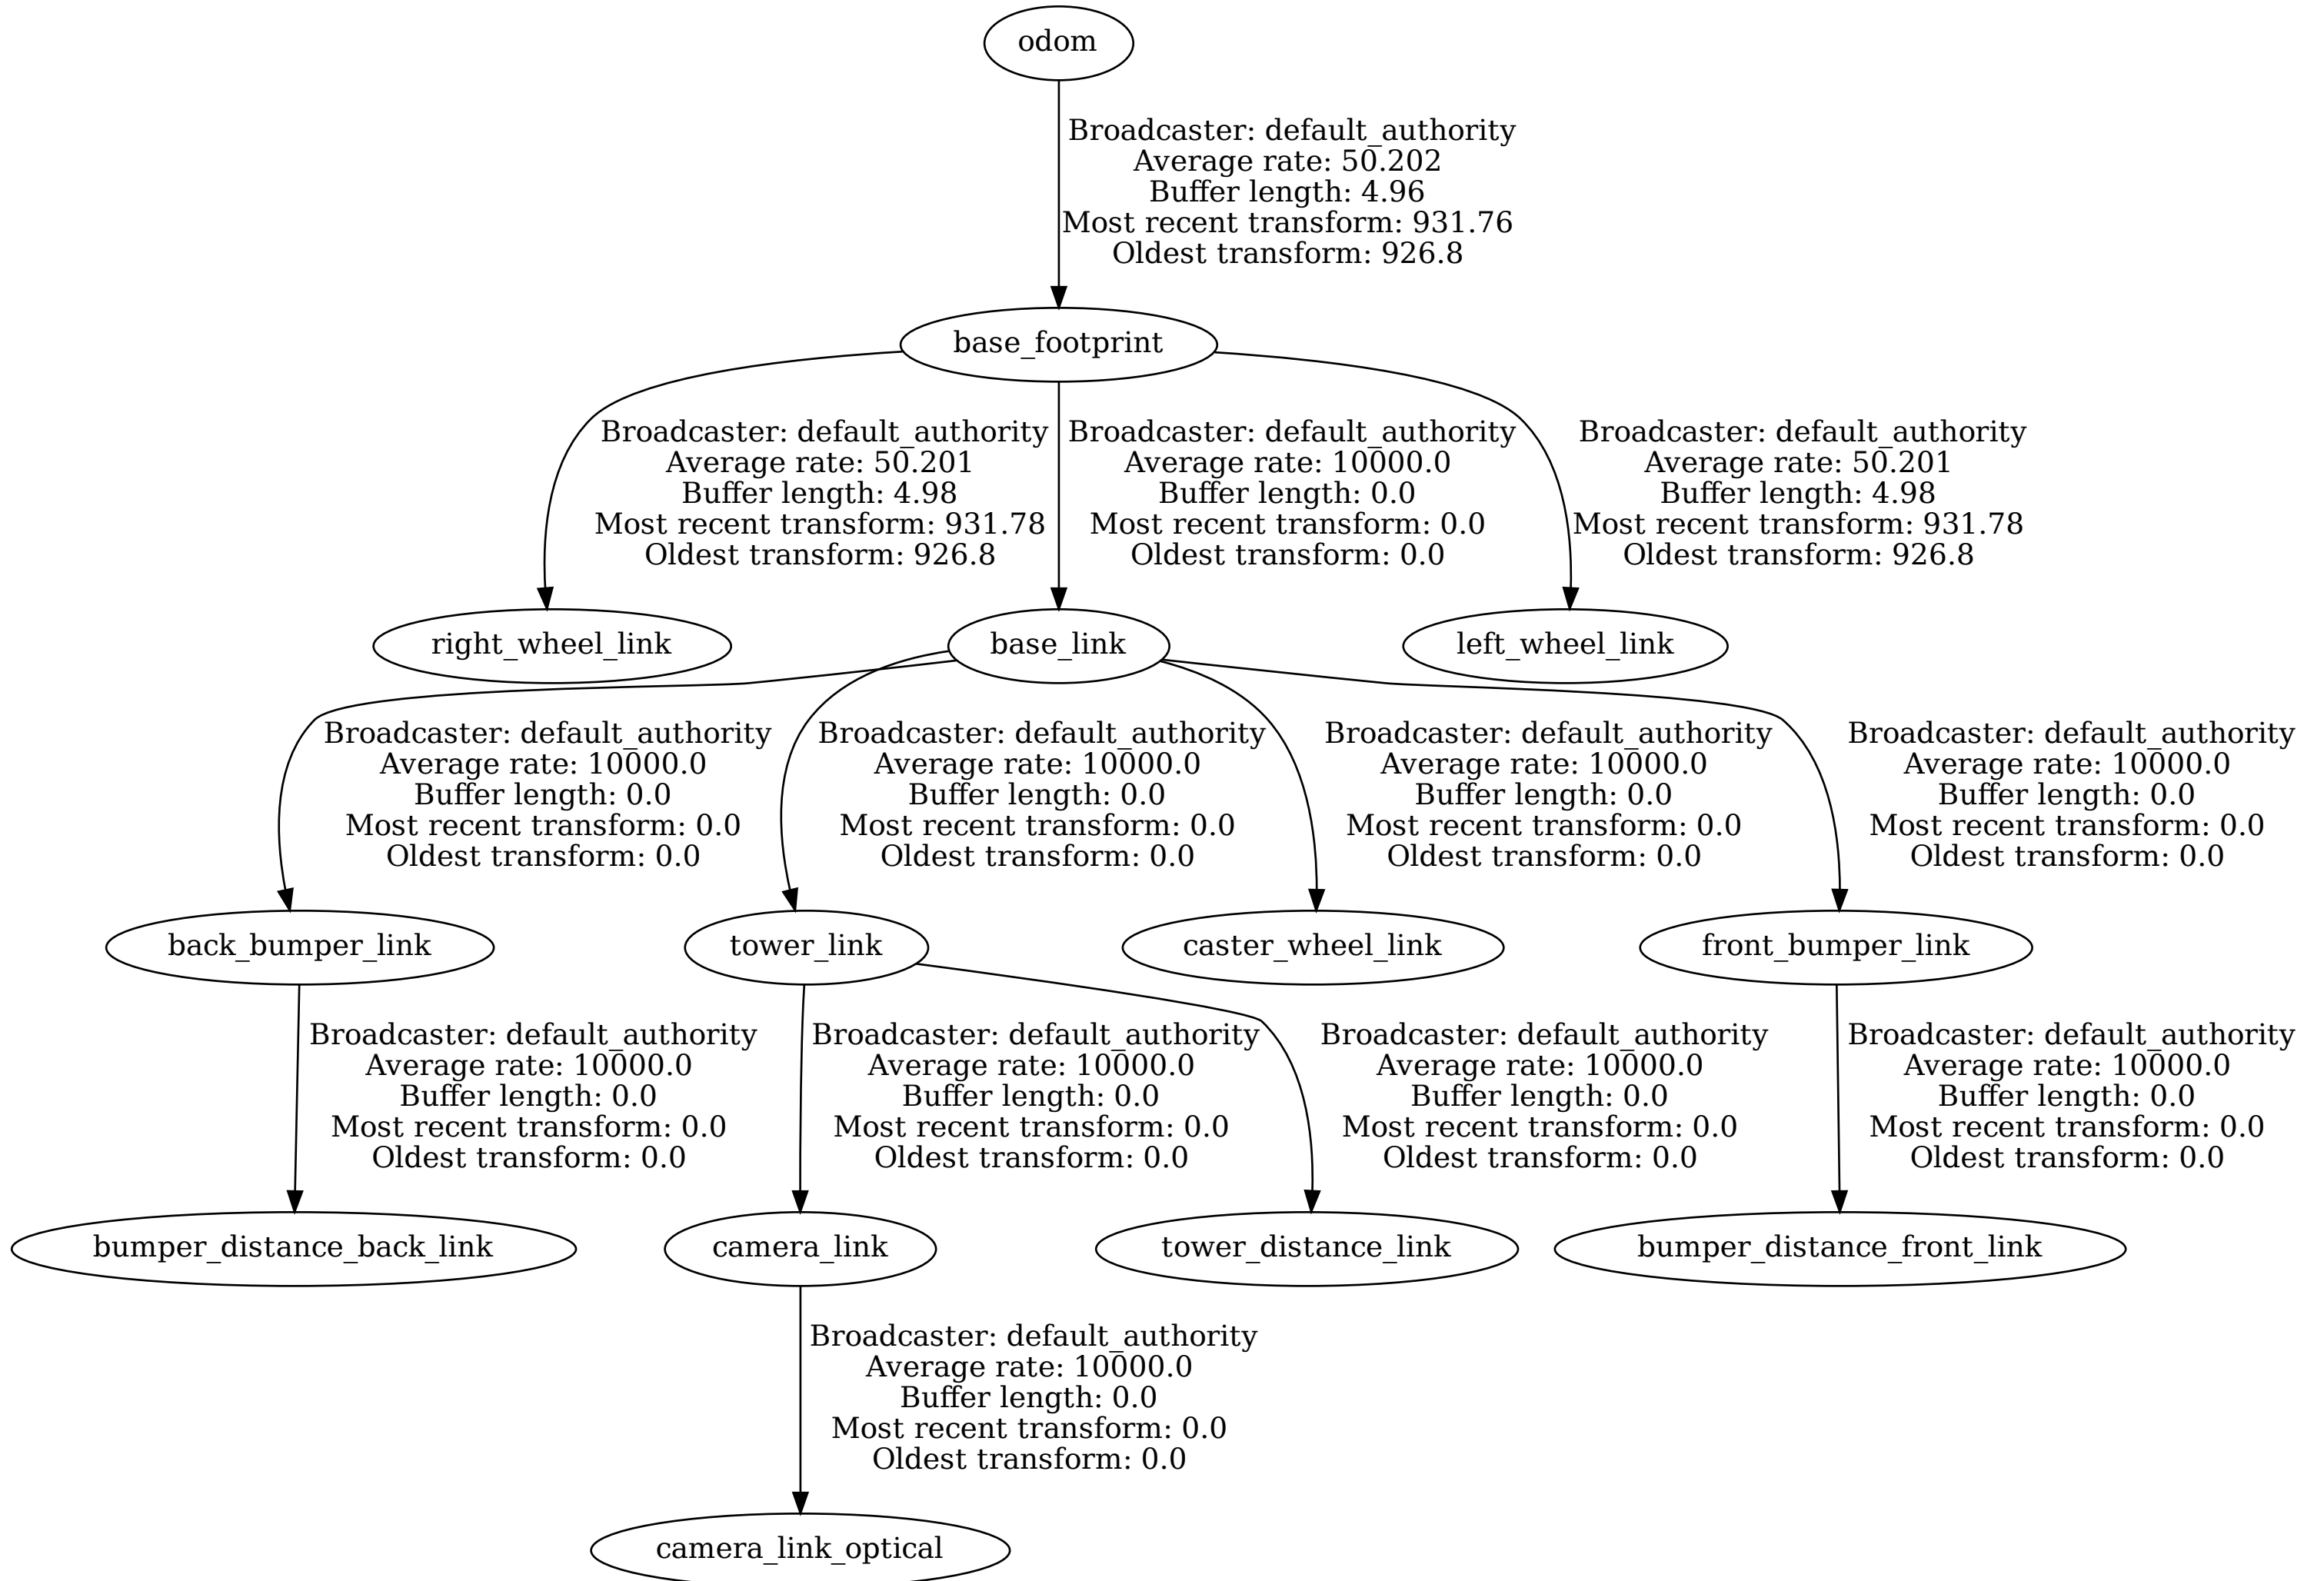 odom
Broadcaster: default_authority
Average rate: 50.202
Buffer length: 4.96
Most recent transform: 931.76
Oldest transform: 926.8
base_footprint
Broadcaster: default_authority
Average rate: 50.201
Buffer length: 4.98
Most recent transform: 931.78
Oldest transform: 926.8
Broadcaster: default_authority
Average rate: 10000.0
Buffer length: 0.0
Most recent transform: 0.0
Oldest transform: 0.0
Broadcaster: default_authority
Average rate: 50.201
Buffer length: 4.98
Most recent transform: 931.78
Oldest transform: 926.8
right_wheel_link
base_link
left_wheel_link
Broadcaster: default_authority
Average rate: 10000.0
Buffer length: 0.0
Most recent transform: 0.0
Oldest transform: 0.0
Broadcaster: default_authority
Average rate: 10000.0
Buffer length: 0.0
Most recent transform: 0.0
Oldest transform: 0.0
Broadcaster: default_authority
Average rate: 10000.0
Buffer length: 0.0
Most recent transform: 0.0
Oldest transform: 0.0
Broadcaster: default_authority
Average rate: 10000.0
Buffer length: 0.0
Most recent transform: 0.0
Oldest transform: 0.0
back_bumper_link
tower_link
caster_wheel_link
front_bumper_link
Broadcaster: default_authority
Average rate: 10000.0
Buffer length: 0.0
Most recent transform: 0.0
Oldest transform: 0.0
Broadcaster: default_authority
Average rate: 10000.0
Buffer length: 0.0
Most recent transform: 0.0
Oldest transform: 0.0
Broadcaster: default_authority
Average rate: 10000.0
Buffer length: 0.0
Most recent transform: 0.0
Oldest transform: 0.0
Broadcaster: default_authority
Average rate: 10000.0
Buffer length: 0.0
Most recent transform: 0.0
Oldest transform: 0.0
bumper_distance_back_link
camera_link
tower_distance_link
bumper_distance_front_link
Broadcaster: default_authority
Average rate: 10000.0
Buffer length: 0.0
Most recent transform: 0.0
Oldest transform: 0.0
camera_link_optical